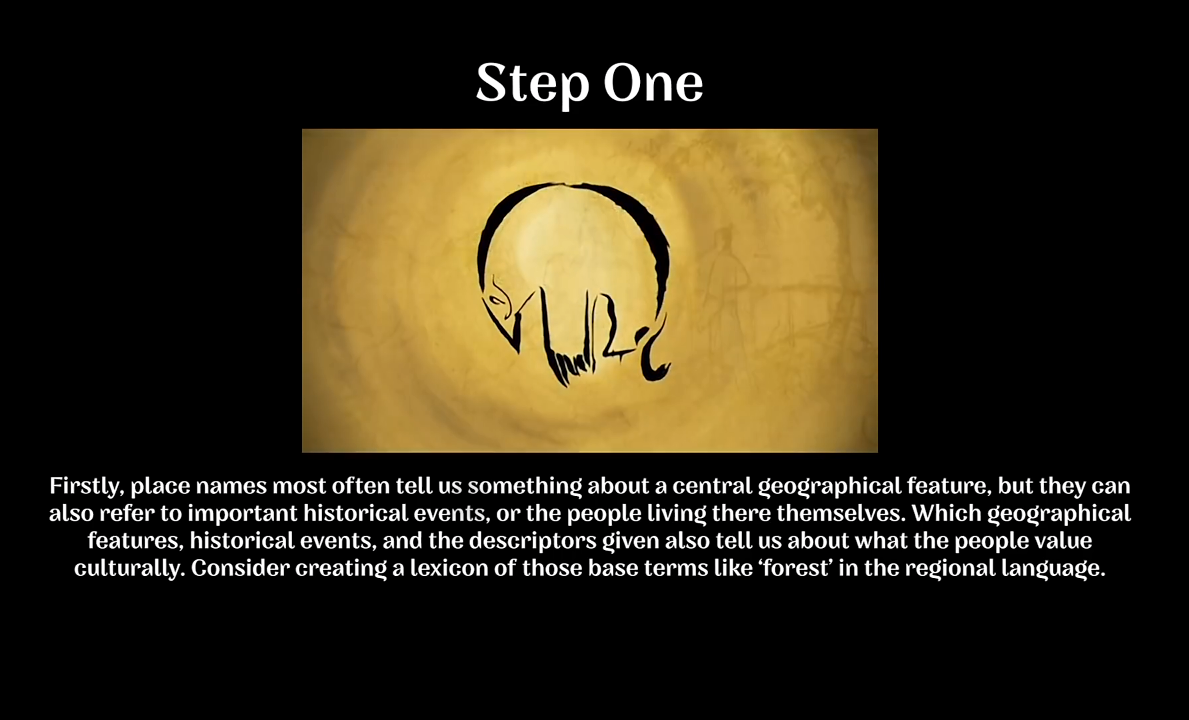 Step One
Firstly, place names most often tell us something about a central geographical feature, but they can
also refer to important historical events, or the people living there themselves. Which geographical
features, historical events, and the descriptors given also tell us about what the people value
culturally. Consider creating a lexicon of those base terms like ‘forest’ in the regional language.